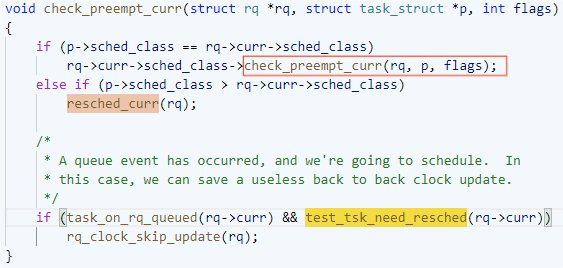 void check_preempt_curr(struct rq *rq, struct task_struct *p, int flags)
{
    if (p->sched_class == rq->curr->sched_class)
        rq->curr->sched_class->check_preempt_curr(rq, p, flags);
    else if (p->sched_class > rq->curr->sched_class)
        resched_curr(rq);

    /*
     * A queue event has occurred, and we're going to schedule.  In
     * this case, we can save a useless back to back clock update.
     */
    if (task_on_rq_queued(rq->curr) && test_tsk_need_resched(rq->curr))
        rq_clock_skip_update(rq);
}